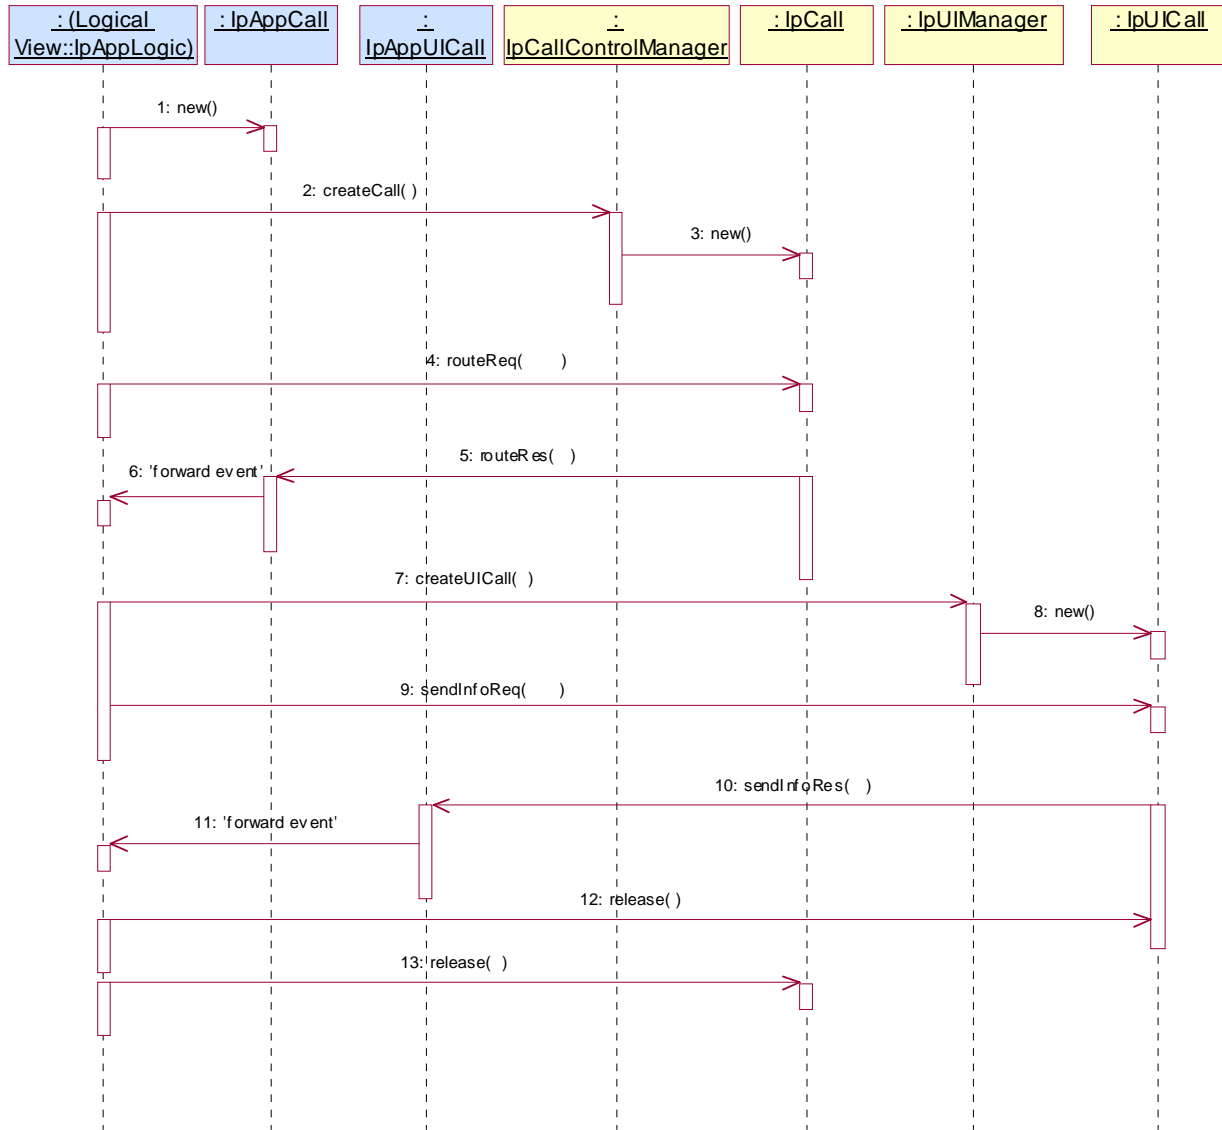 : (Logical
View::IpAppLogic)
: IpAppCall
:
IpAppUICall
:
IpCallControlManager
: IpCall
: IpUIManager
: IpUICall
1: new()
2: createCall( )
3: new()
4: routeReq( )
5: routeRes( )
6: 'forward event'
7: createUICall( )
8: new()
9: sendInfoReq( )
10: sendInfoRes( )
11: 'forward event'
12: release( )
13: release( )